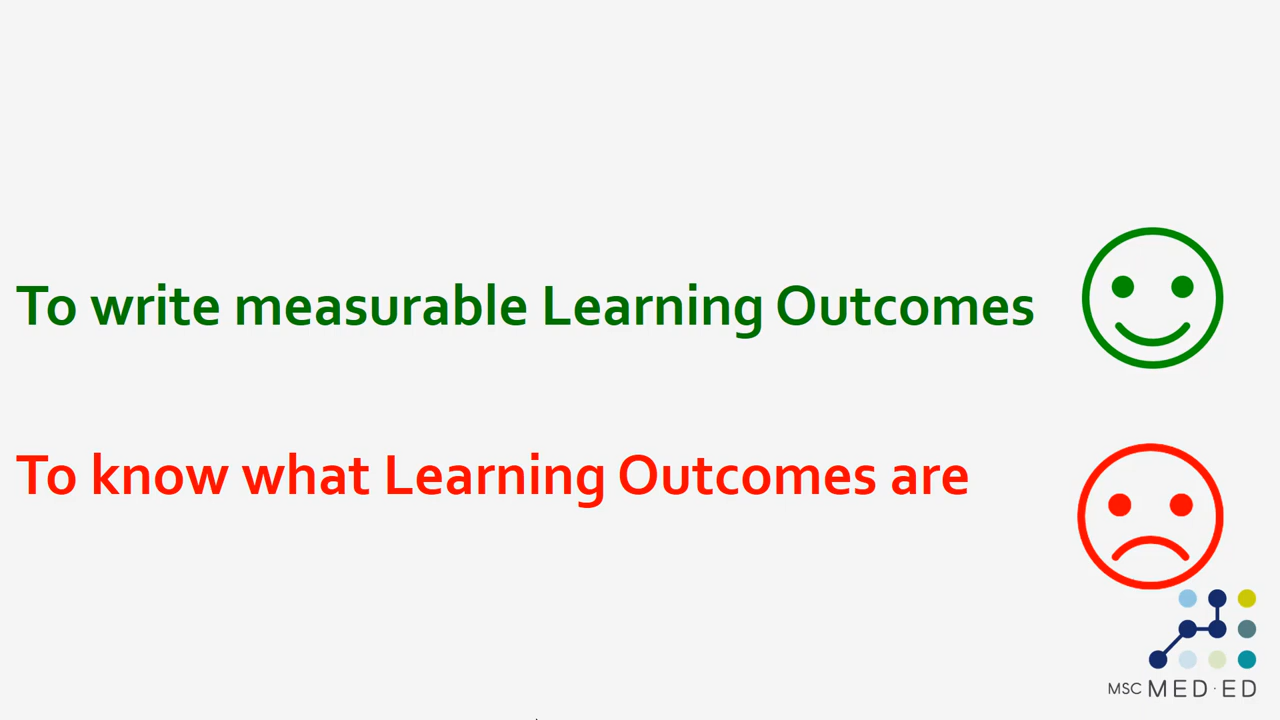 To write measurable Learning Outcomes
To know what Learning Outcomes are
MSC MED·ED